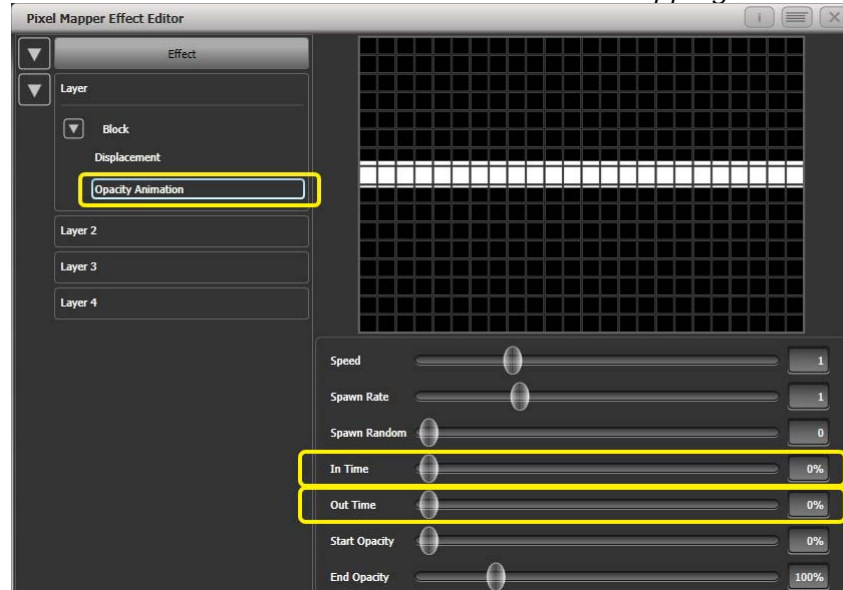 Pixel Mapper Effect Editor
Effect
Layer
Block
Displacement
Opacity Animation
Layer 2
Layer 3
Layer 4
Speed 1
Spawn Rate 1
Spawn Random 0
In Time 0%
Out Time 0%
Start Opacity 0%
End Opacity 100%